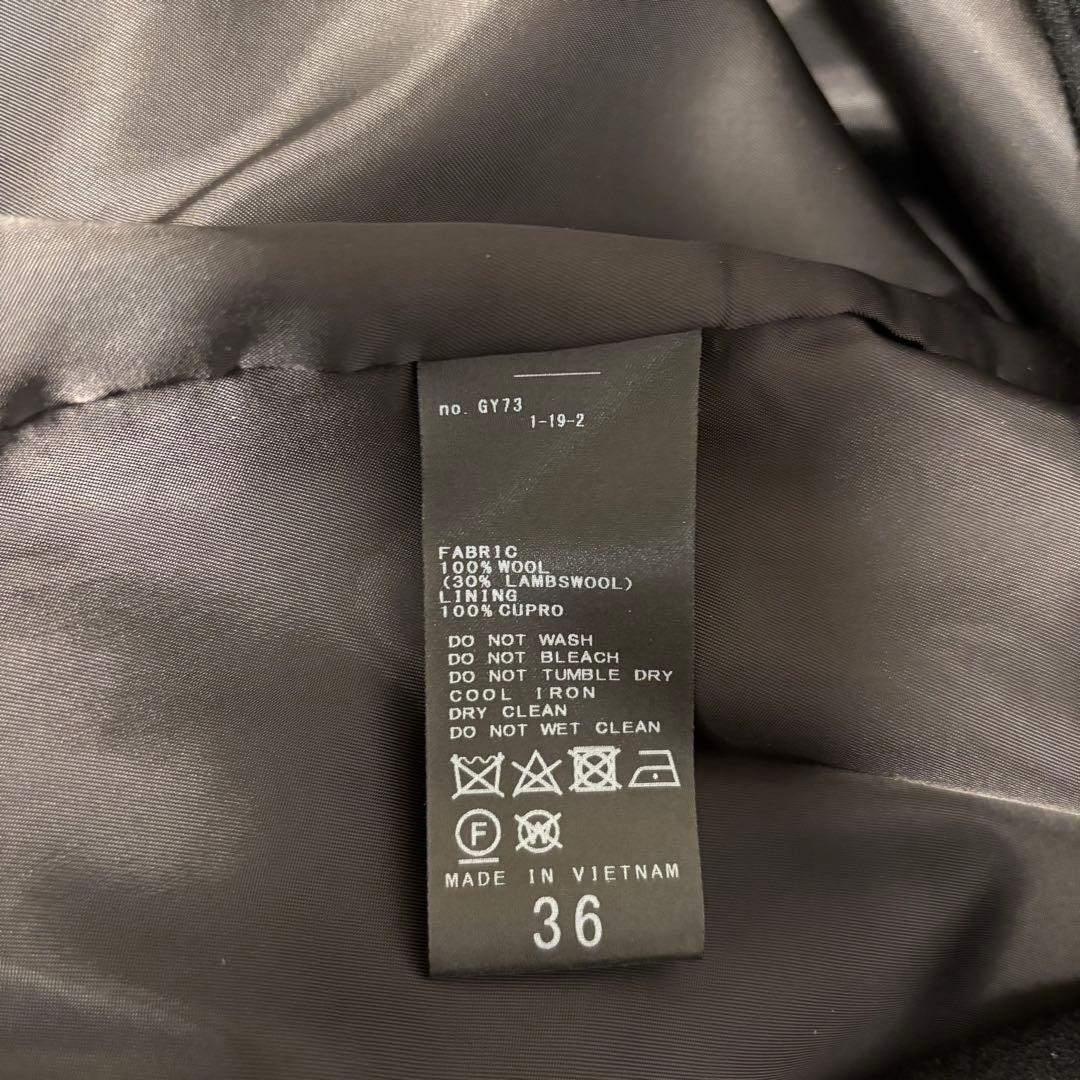 no. GY73
1-19-2
FABRIC
100% WOOL
(30% LAMBSWOOL)
LINING
100% CUPRO
DO NOT WASH
DO NOT BLEACH
DO NOT TUMBLE DRY
COOL IRON
DRY CLEAN
DO NOT WET CLEAN
F W
MADE IN VIETNAM
36